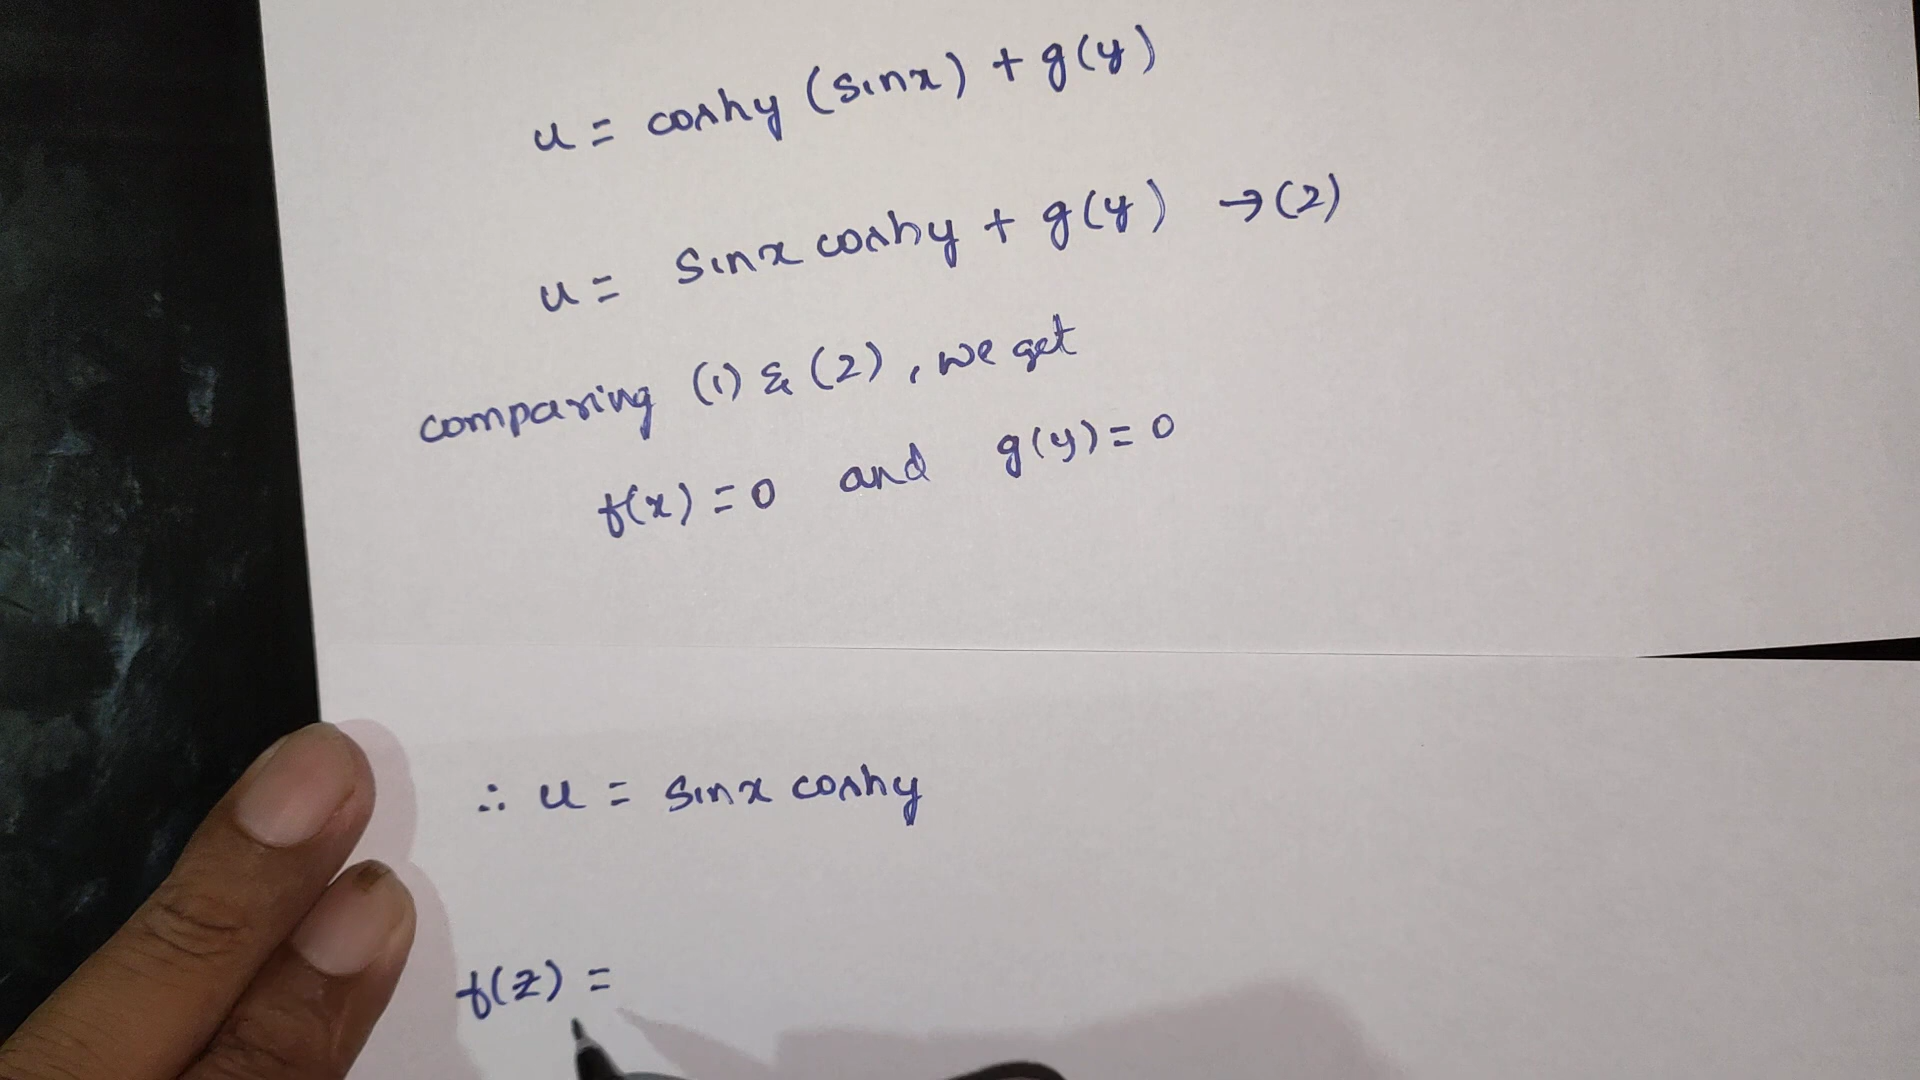 u = coshy (sinx) + g(y)
u = sinx coshy + g(y) → (2)
comparing (1) & (2), we get
f(x) = 0 and g(y) = 0
∴ u = sinx coshy
f(z) =